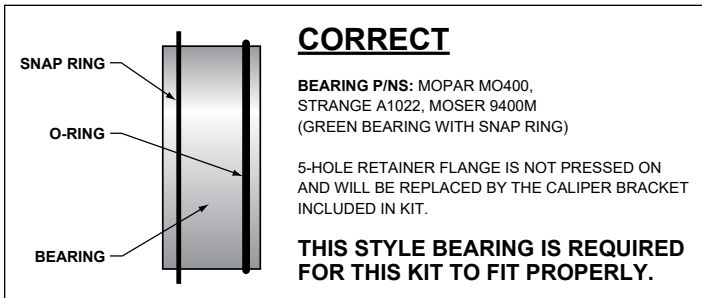 SNAP RING
O-RING
BEARING
CORRECT
BEARING P/NS: MOPAR MO400,
STRANGE A1022, MOSER 9400M
(GREEN BEARING WITH SNAP RING)
5-HOLE RETAINER FLANGE IS NOT PRESSED ON
AND WILL BE REPLACED BY THE CALIPER BRACKET
INCLUDED IN KIT.
THIS STYLE BEARING IS REQUIRED
FOR THIS KIT TO FIT PROPERLY.